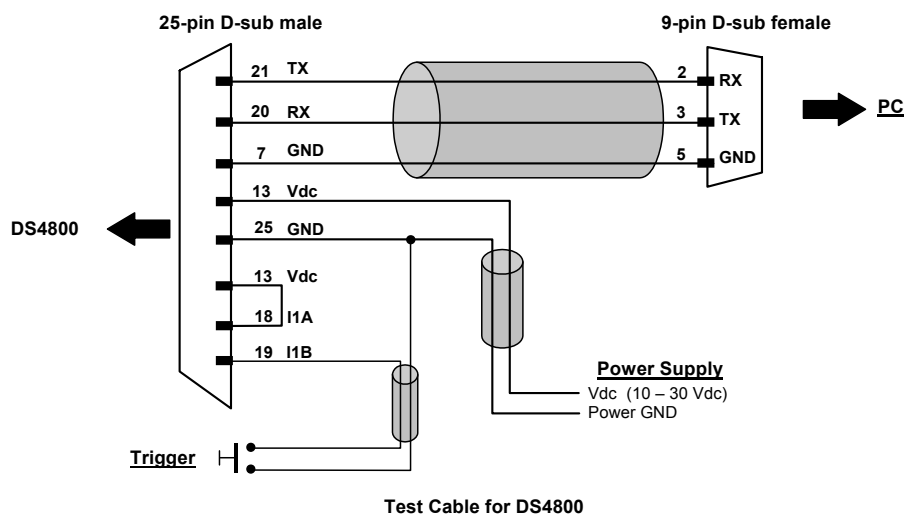 25-pin D-sub male
9-pin D-sub female
21 TX
2 RX
20 RX
3 TX
PC
7 GND
5 GND
13 Vdc
DS4800
25 GND
13 Vdc
18 I1A
19 I1B
Power Supply
Vdc (10 – 30 Vdc)
Power GND
Trigger
Test Cable for DS4800